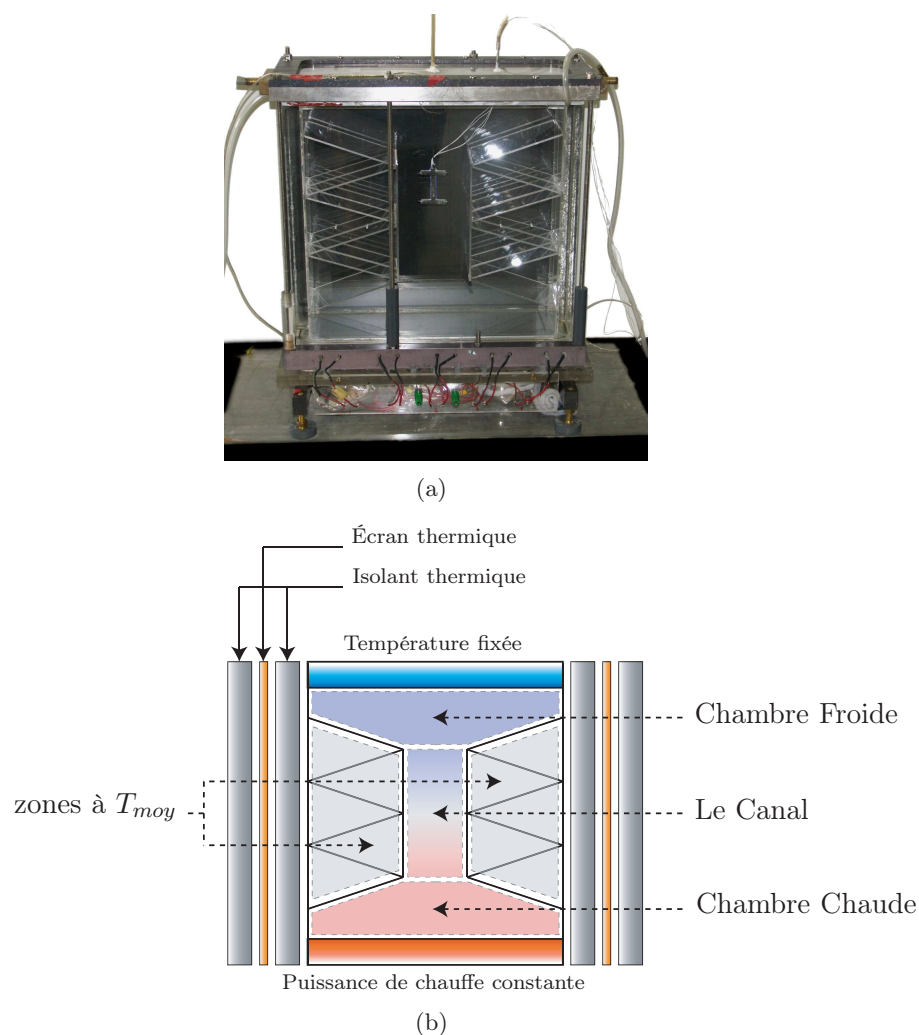 (a)
Écran thermique
Isolant thermique
Température fixée
Chambre Froide
zones à T_moy
Le Canal
Chambre Chaude
Puissance de chauffe constante
(b)